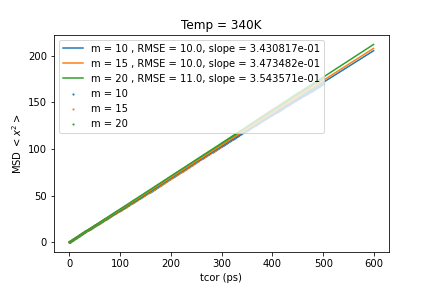 Temp = 340K
m = 10 , RMSE = 10.0, slope = 3.430817e-01
m = 15 , RMSE = 10.0, slope = 3.473482e-01
m = 20 , RMSE = 11.0, slope = 3.543571e-01
m = 10
m = 15
m = 20
MSD < x² >
200
150
100
50
0
0 100 200 300 400 500 600
tcor (ps)